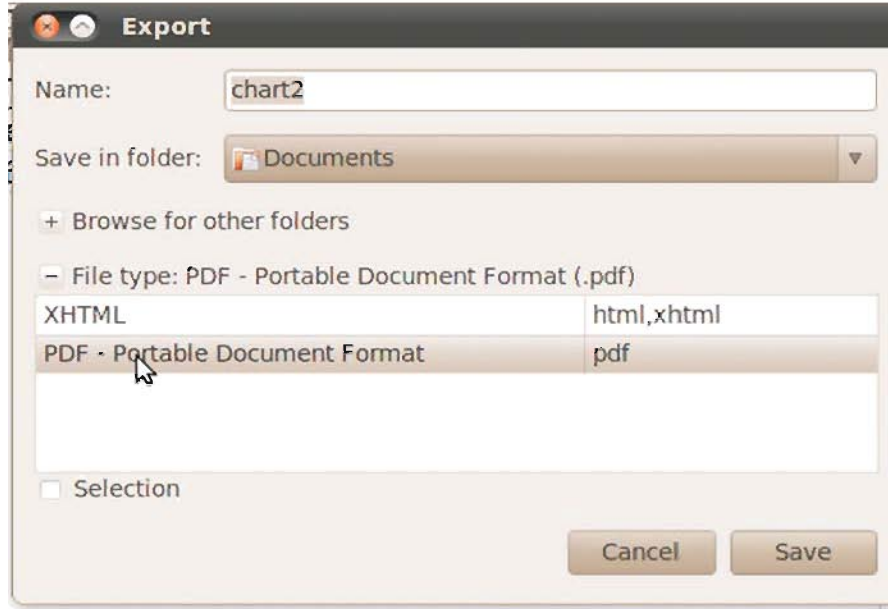 Export
Name: chart2
Save in folder: Documents
+ Browse for other folders
− File type: PDF - Portable Document Format (.pdf)
XHTML html,xhtml
PDF - Portable Document Format pdf
Selection
Cancel Save